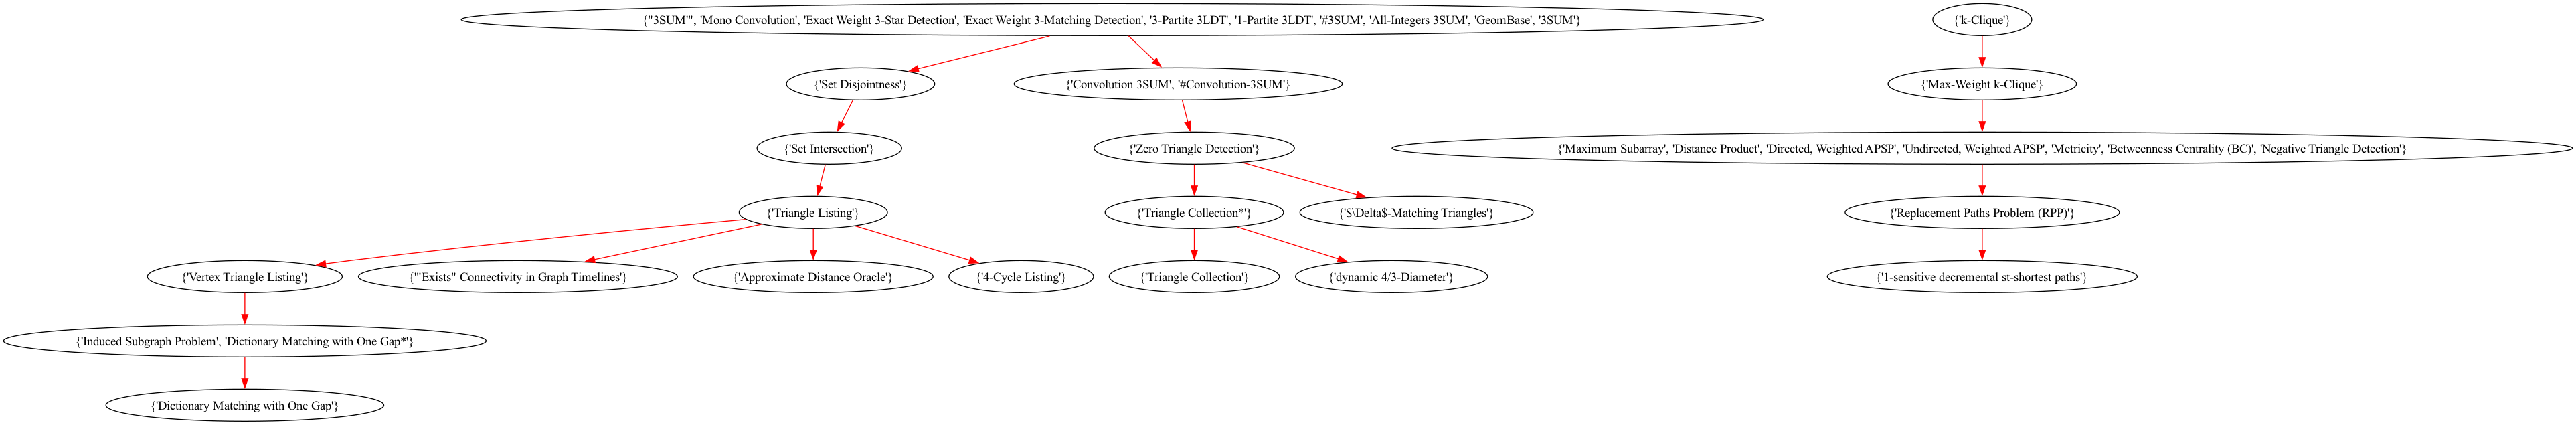 {"3SUM'", 'Mono Convolution', 'Exact Weight 3-Star Detection', 'Exact Weight 3-Matching Detection', '3-Partite 3LDT', '1-Partite 3LDT', '#3SUM', 'All-Integers 3SUM', 'GeomBase', '3SUM'}
{'k-Clique'}
{'Set Disjointness'}
{'Convolution 3SUM', '#Convolution-3SUM'}
{'Max-Weight k-Clique'}
{'Set Intersection'}
{'Zero Triangle Detection'}
{'Maximum Subarray', 'Distance Product', 'Directed, Weighted APSP', 'Undirected, Weighted APSP', 'Metricity', 'Betweenness Centrality (BC)', 'Negative Triangle Detection'}
{'Triangle Listing'}
{'Triangle Collection*'}
{'$\Delta$-Matching Triangles'}
{'Replacement Paths Problem (RPP)'}
{'Vertex Triangle Listing'}
{'"Exists" Connectivity in Graph Timelines'}
{'Approximate Distance Oracle'}
{'4-Cycle Listing'}
{'Triangle Collection'}
{'dynamic 4/3-Diameter'}
{'1-sensitive decremental st-shortest paths'}
{'Induced Subgraph Problem', 'Dictionary Matching with One Gap*'}
{'Dictionary Matching with One Gap'}